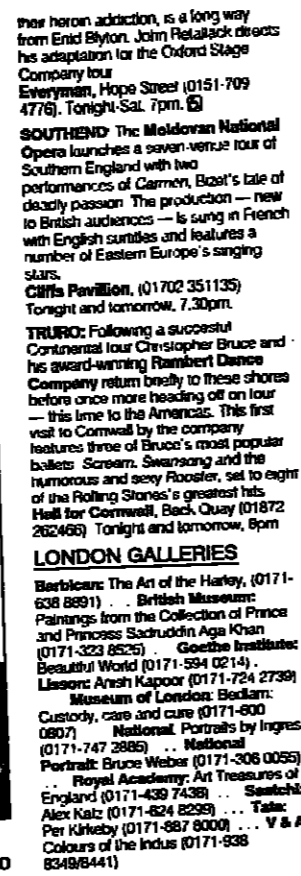 their heroin addiction, is a long way
from Enid Blyton. John Retallack directs
his adaptation for the Oxford Stage
Company tour
Everyman, Hope Street (0151-709
4776). Tonight-Sat, 7pm.
SOUTHEND The Moldovan National
Opera launches a seven-venue tour of
Southern England with two
performances of Carmen, Bizet's tale of
deadly passion The production — new
to British audiences — is sung in French
with English surtitles and features a
number of Eastern Europe's singing
stars.
Cliffs Pavilion, (01702 351135)
Tonight and tomorrow, 7.30pm.
TRURO: Following a succesful
Continental tour Christopher Bruce and
his award-winning Rambert Dance
Company return briefly to these shores
before once more heading off on tour
— this time to the Americas. This first
visit to Cornwall by the company
features three of Bruce's most popular
ballets Scream, Swansong and the
humorous and sexy Rooster, set to eight
of the Rolling Stones's greatest hits
Hall for Cornwall, Back Quay (01872
262466) Tonight and tomorrow, 8pm
LONDON GALLERIES
Barbican: The Art of the Harley, (0171-
638 8891) . . British Museum:
Paintings from the Collection of Prince
and Princess Sadruddin Aga Khan
(0171-323 8525) . Goethe Institute:
Beautiful World (0171-594 0214) .
Lisson: Anish Kapoor (0171-724 2739)
Museum of London: Bedlam:
Custody, care and cure (0171-600
0807) National Portraits by Ingres
(0171-747 2885) . . National
Portrait: Bruce Weber (0171-306 0055)
. . Royal Academy: Art Treasures of
England (0171-439 7438) . . Saatchi:
Alex Katz (0171-624 8299) . . . Tate:
Per Kirkeby (0171-887 8000) . . . V & A
Colours of the Indus (0171-938
8349/8441)